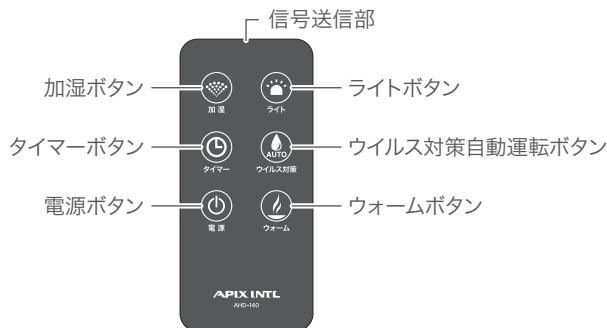 信号送信部
加湿ボタン
ライトボタン
加 湿
ライト
タイマーボタン
ウイルス対策自動運転ボタン
AUTO
タイマー
ウイルス対策
電源ボタン
ウォームボタン
電 源
ウォーム
APIX INTL
AHD-140